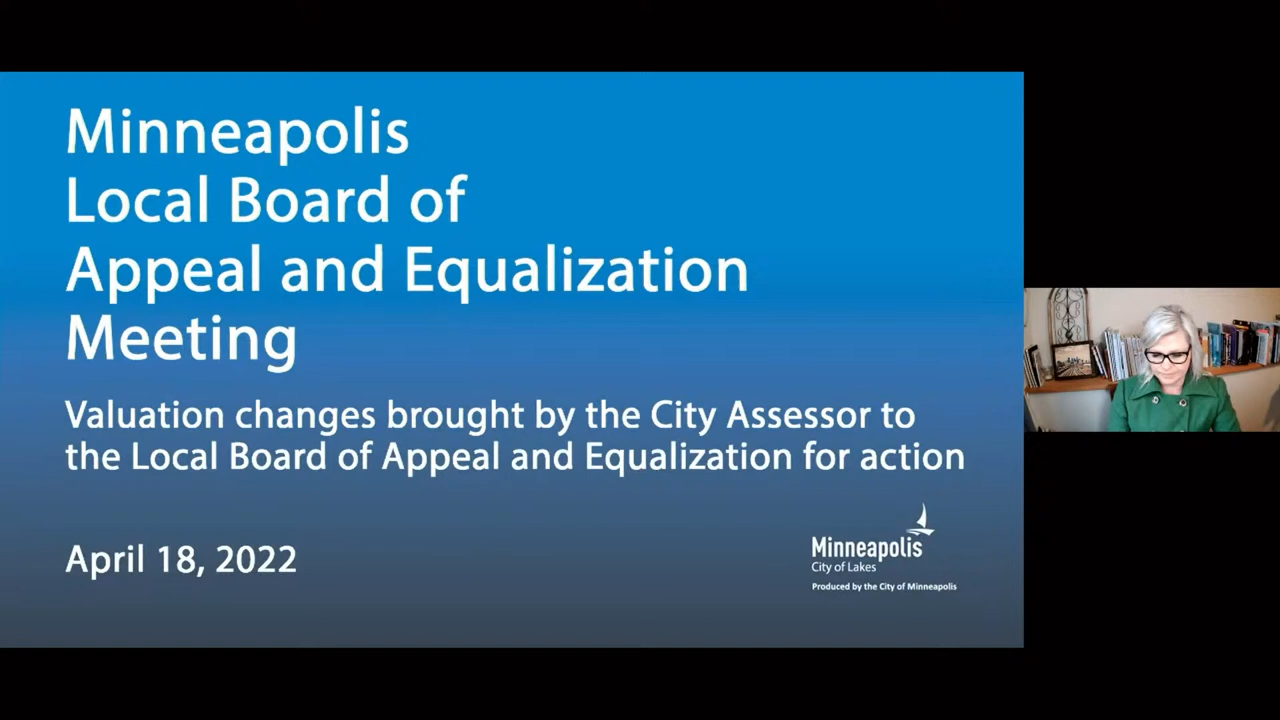 Minneapolis
Local Board of
Appeal and Equalization
Meeting
Valuation changes brought by the City Assessor to
the Local Board of Appeal and Equalization for action
April 18, 2022
Minneapolis
City of Lakes
Produced by the City of Minneapolis